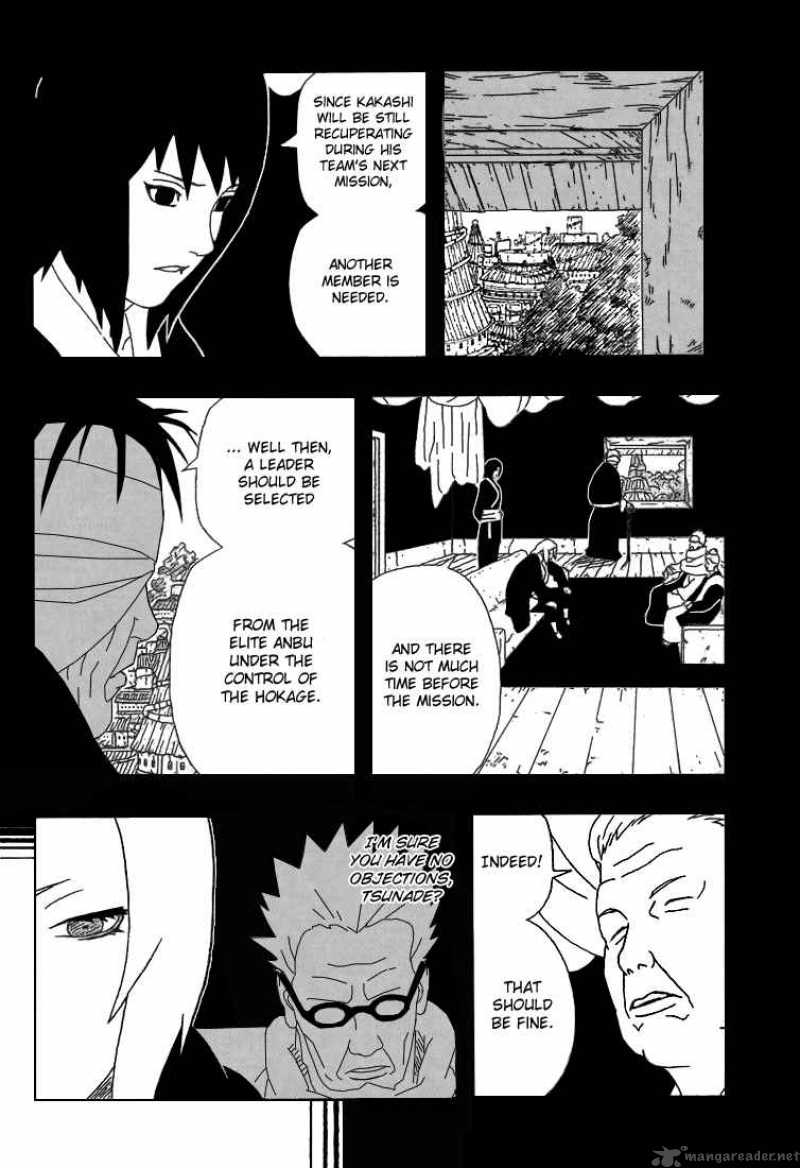 SINCE KAKASHI
WILL BE STILL
RECUPERATING
DURING HIS
TEAM'S NEXT
MISSION,
ANOTHER
MEMBER IS
NEEDED.
AND THERE
IS NOT MUCH
TIME BEFORE
THE MISSION.
... WELL THEN,
A LEADER
SHOULD BE
SELECTED
FROM THE
ELITE ANBU
UNDER THE
CONTROL OF
THE HOKAGE.
INDEED!
THAT
SHOULD
BE FINE.
I'M SURE
YOU HAVE NO
OBJECTIONS,
TSUNADE?
mangareader.net